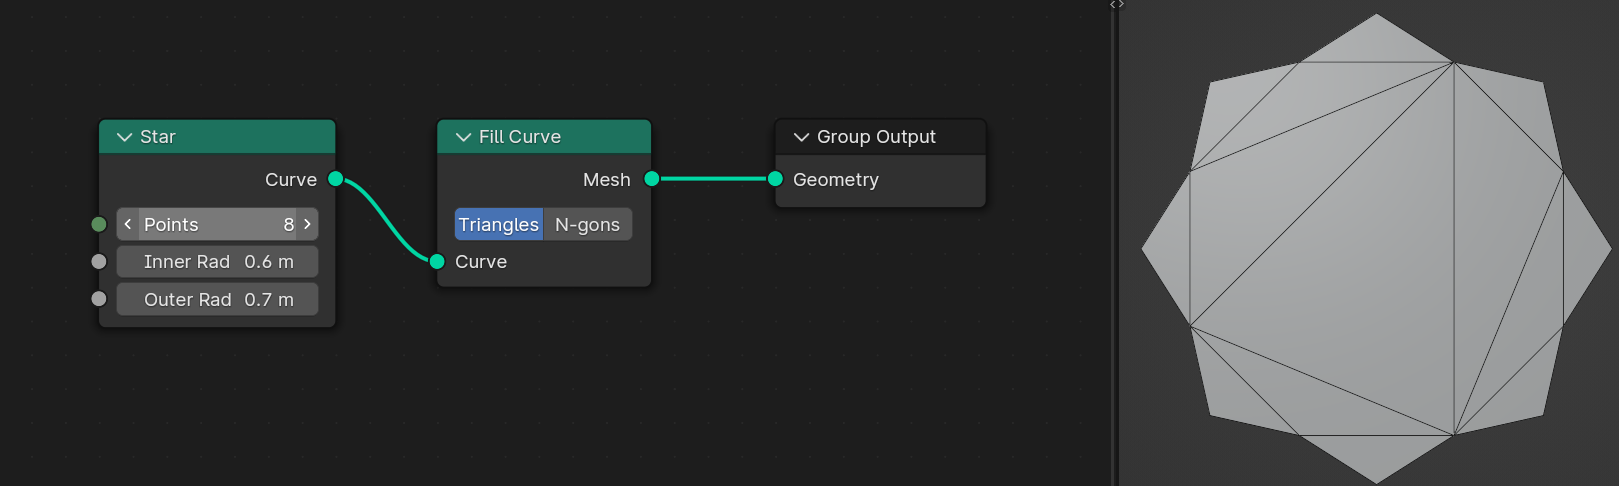 Star
Curve
Points 8
Inner Rad 0.6 m
Outer Rad 0.7 m
Fill Curve
Mesh
Triangles N-gons
Curve
Group Output
Geometry